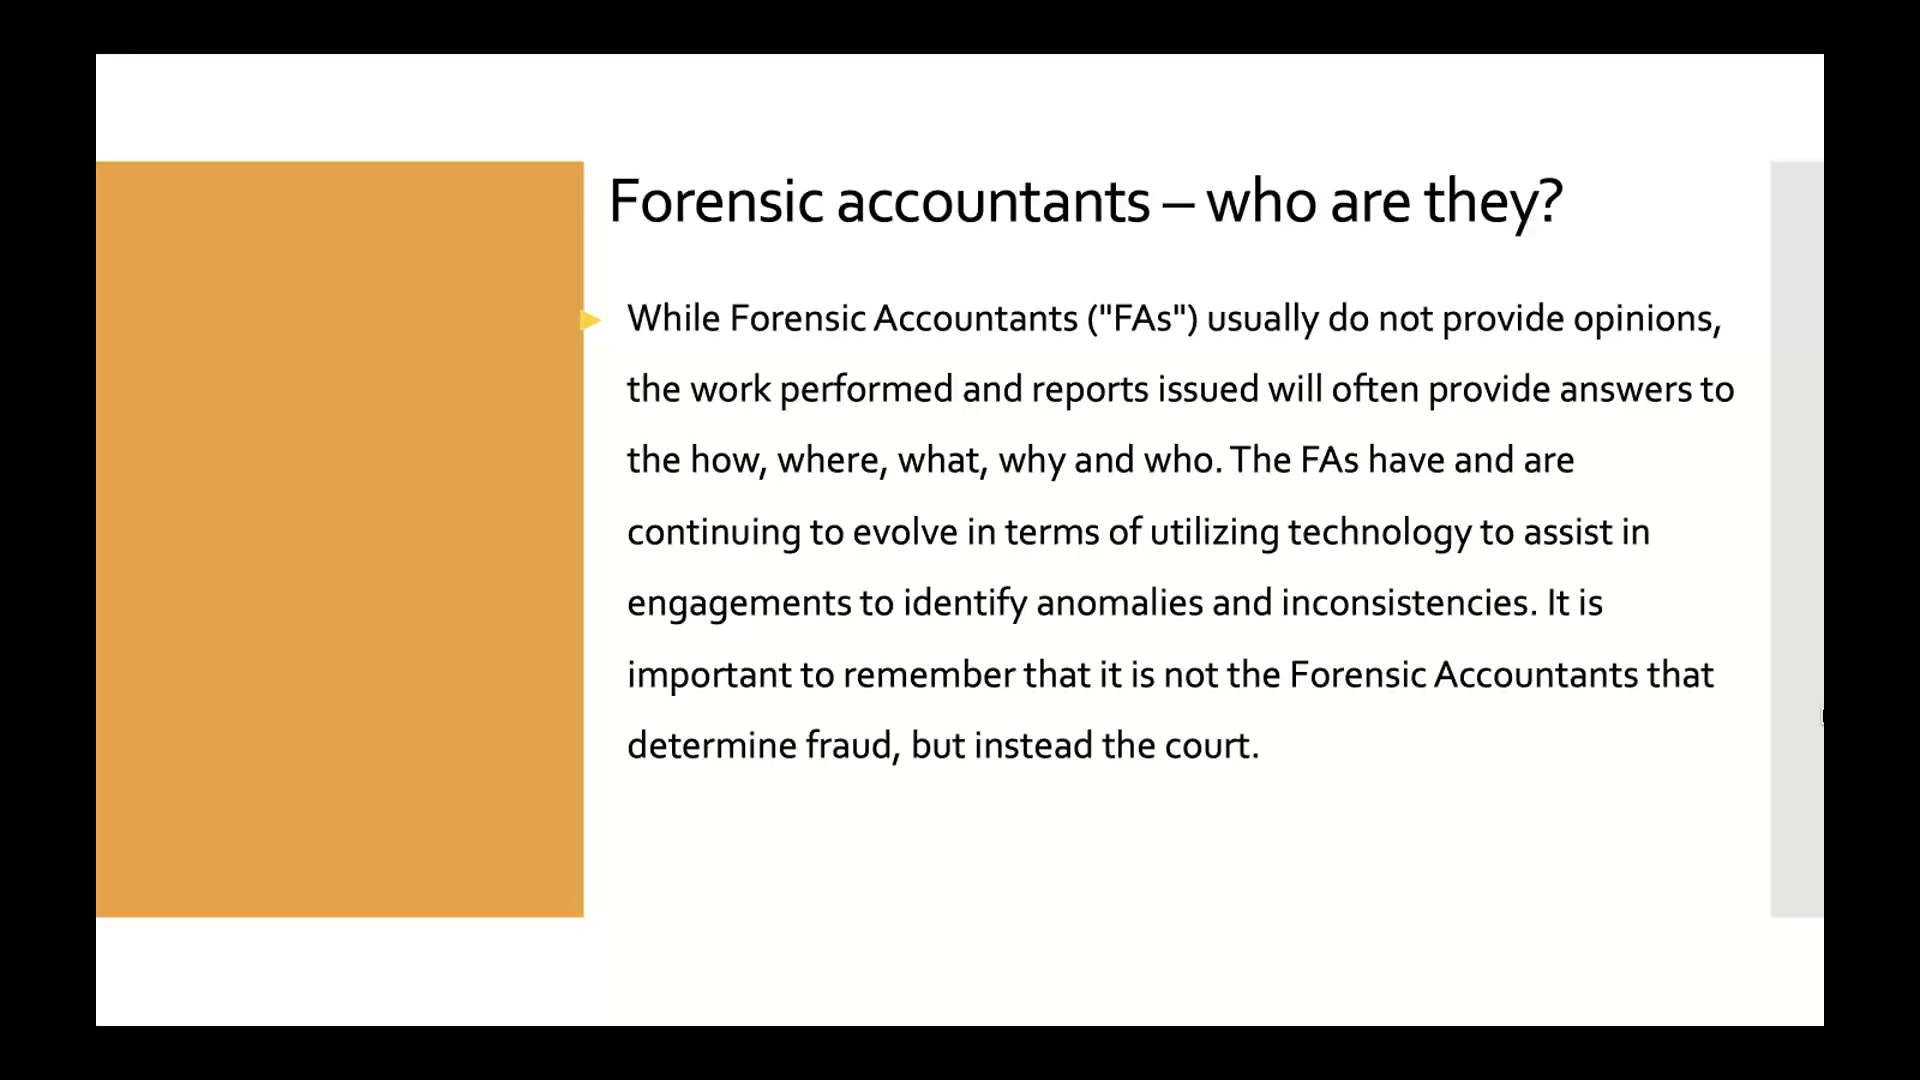 Forensic accountants – who are they?
While Forensic Accountants ("FAs") usually do not provide opinions,
the work performed and reports issued will often provide answers to
the how, where, what, why and who. The FAs have and are
continuing to evolve in terms of utilizing technology to assist in
engagements to identify anomalies and inconsistencies. It is
important to remember that it is not the Forensic Accountants that
determine fraud, but instead the court.